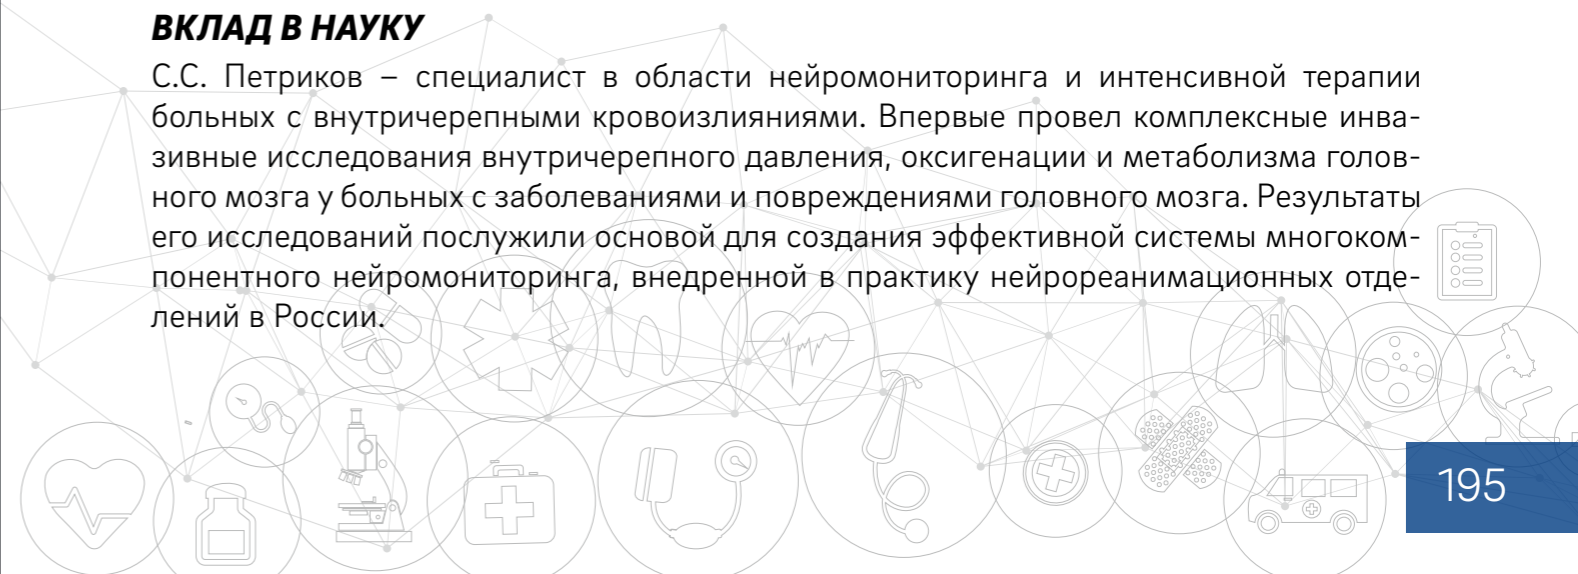 ВКЛАД В НАУКУ
С.С. Петриков – специалист в области нейромониторинга и интенсивной терапии
больных с внутричерепными кровоизлияниями. Впервые провел комплексные инва-
зивные исследования внутричерепного давления, оксигенации и метаболизма голов-
ного мозга у больных с заболеваниями и повреждениями головного мозга. Результаты
его исследований послужили основой для создания эффективной системы многоком-
понентного нейромониторинга, внедренной в практику нейрореанимационных отде-
лений в России.
195